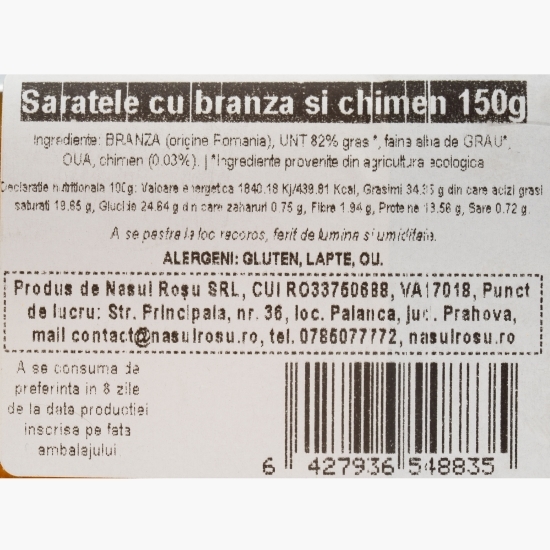 Saratele cu branza si chimen 150g
Ingrediente: BRANZA (origine Romania), UNT 82% gras *, faina alba de GRAU*,
OUA, chimen (0.03%). | *Ingrediente provenite din agricultura ecologica
Declaratie nutritionala 100g: Valoare energetica 1840.18 Kj/439.81 Kcal, Grasimi 34.35 g din care acizi grasi
saturati 18.65 g, Glucide 24.64 g din care zaharuri 0.75 g, Fibre 1.94 g, Proteine 13.56 g, Sare 0.72 g
A se pastra la loc racoros, ferit de lumina si umiditate.
ALERGENI: GLUTEN, LAPTE, OU.
Produs de Nasul Roșu SRL, CUI RO33760688, VA17018, Punct
de lucru: Str. Principala, nr. 36, loc. Palanca, jud. Prahova,
mail contact@nasulrosu.ro, tel. 0786077772, nasulrosu.ro
A se consuma de
preferinta in 8 zile
de la data productiei
inscrisa pe fata
ambalajului
6 427936 548835